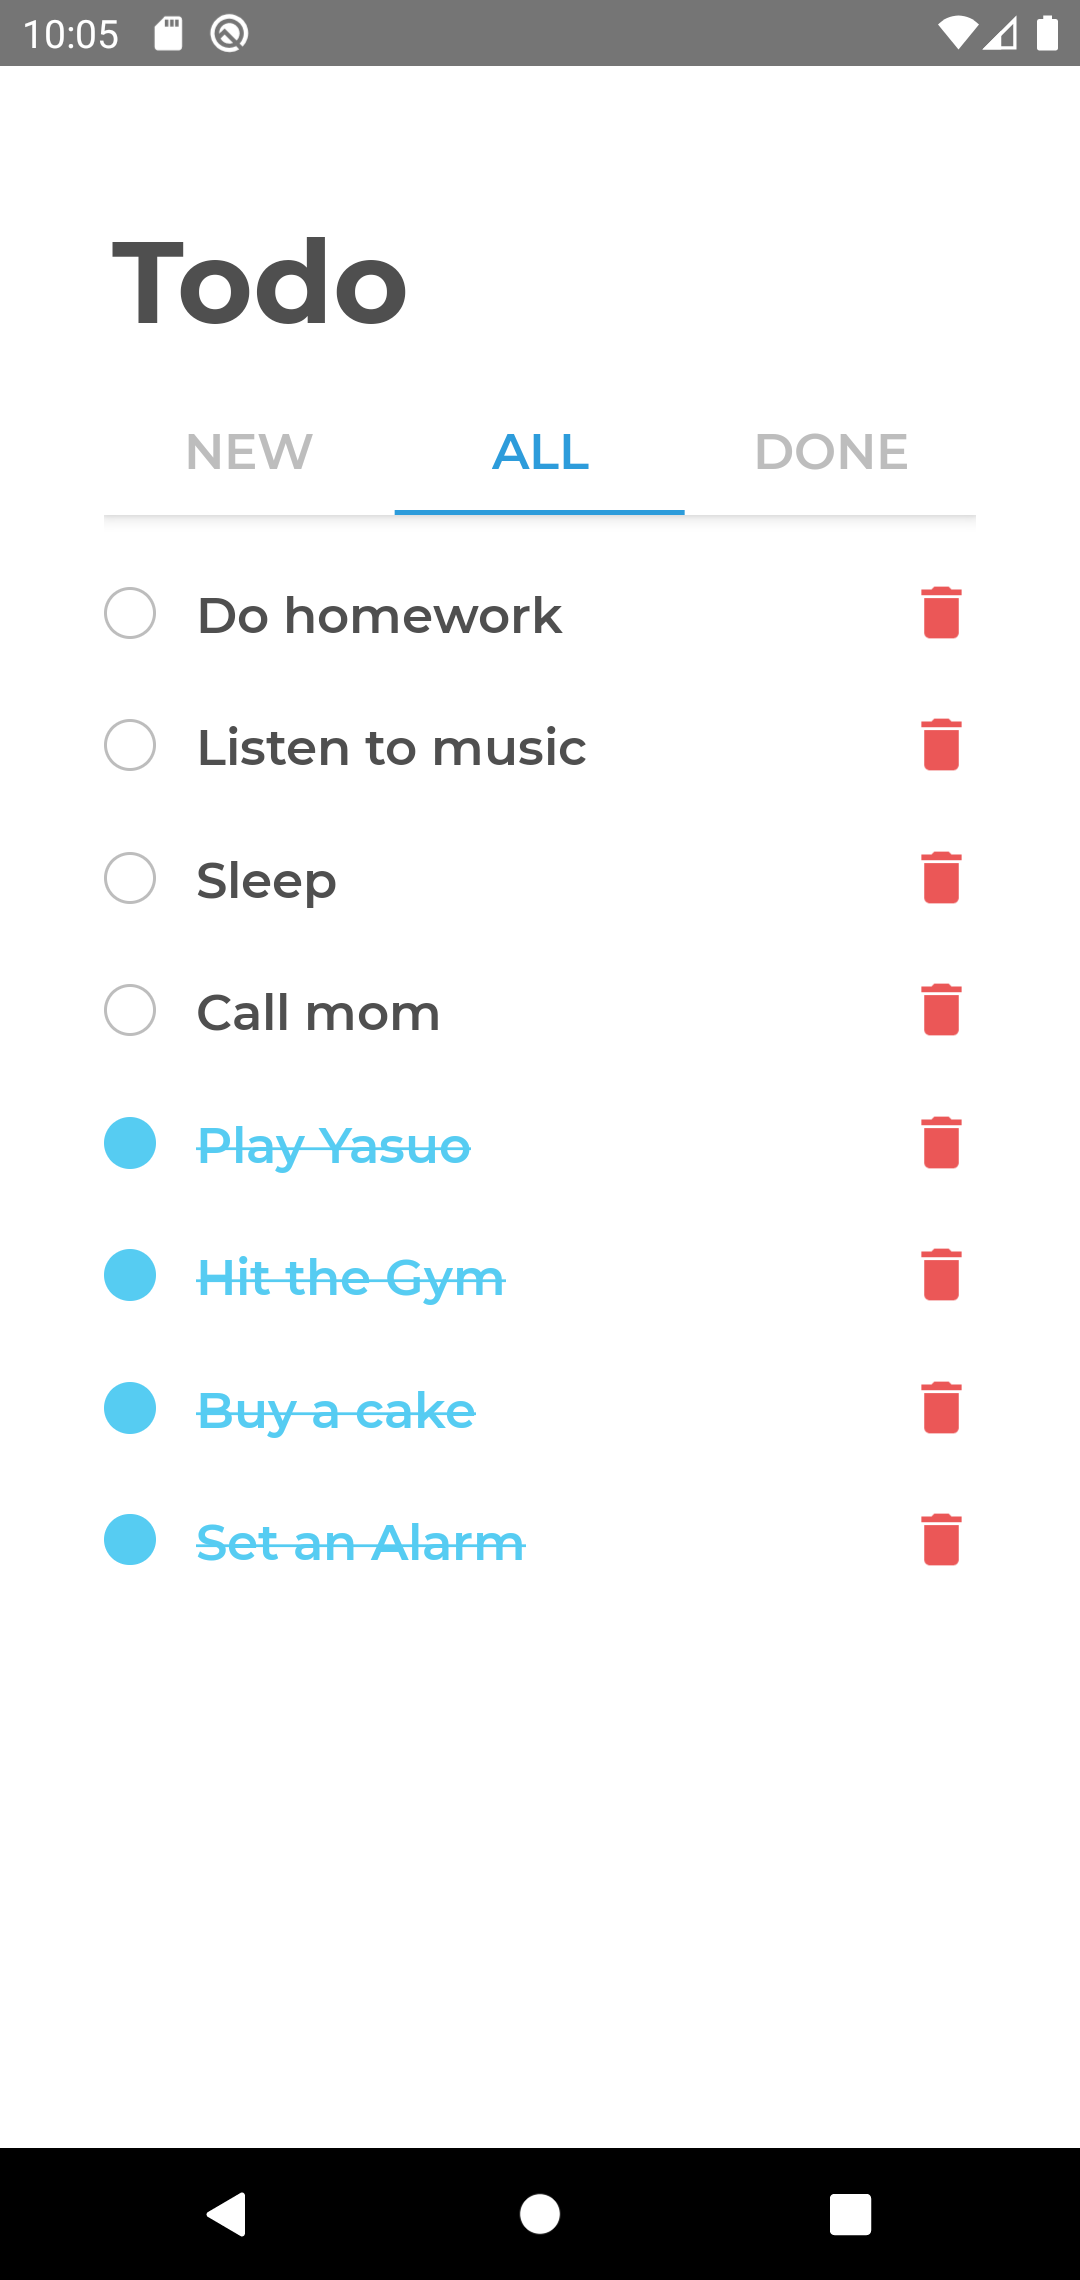 10:05
Todo
NEW ALL DONE
Do homework
Listen to music
Sleep
Call mom
Play Yasuo
Hit the Gym
Buy a cake
Set an Alarm